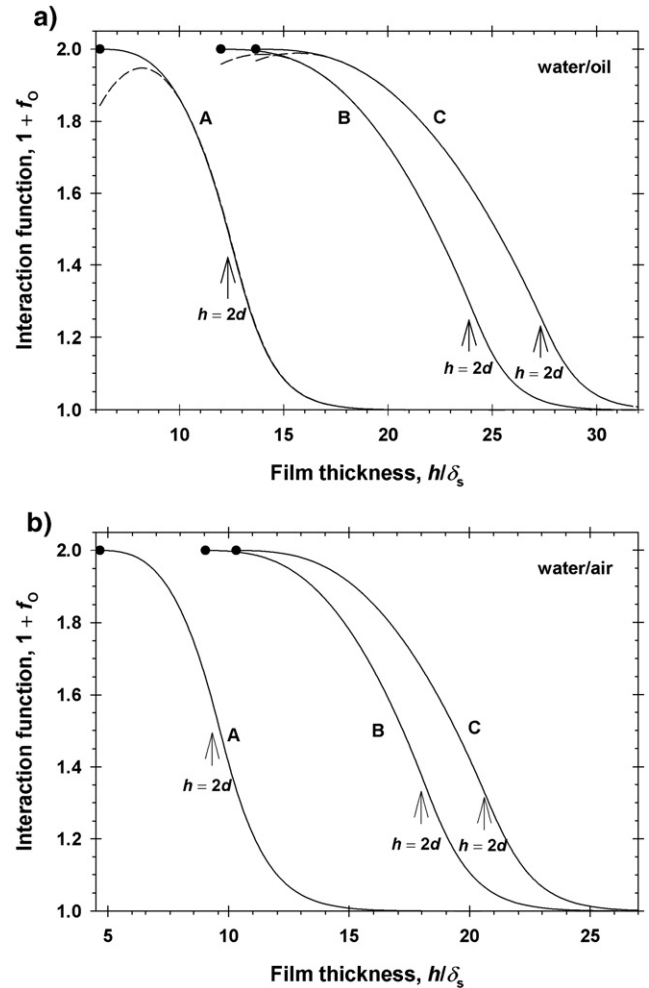 a)
2.0
1.8
1.6
1.4
1.2
1.0
Interaction function, 1 + fO
water/oil
A
B
C
h = 2d
h = 2d
h = 2d
10
15
20
25
30
Film thickness, h/δs
b)
2.0
1.8
1.6
1.4
1.2
1.0
Interaction function, 1 + fO
water/air
A
B
C
h = 2d
h = 2d
h = 2d
5
10
15
20
25
Film thickness, h/δs